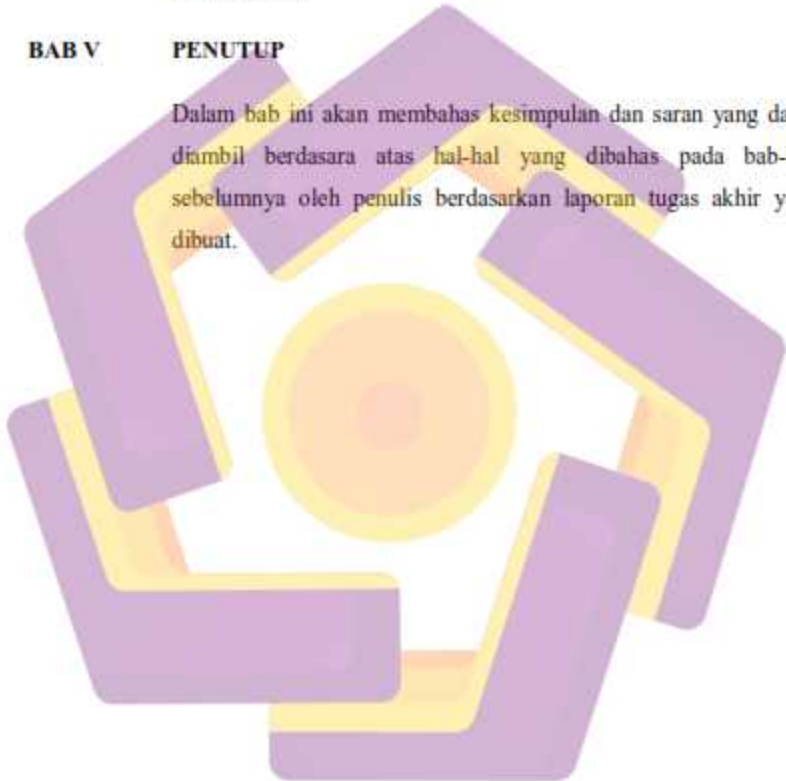 BAB V PENUTUP
Dalam bab ini akan membahas kesimpulan dan saran yang da
diambil berdasara atas hal-hal yang dibahas pada bab-
sebelumnya oleh penulis berdasarkan laporan tugas akhir y
dibuat.